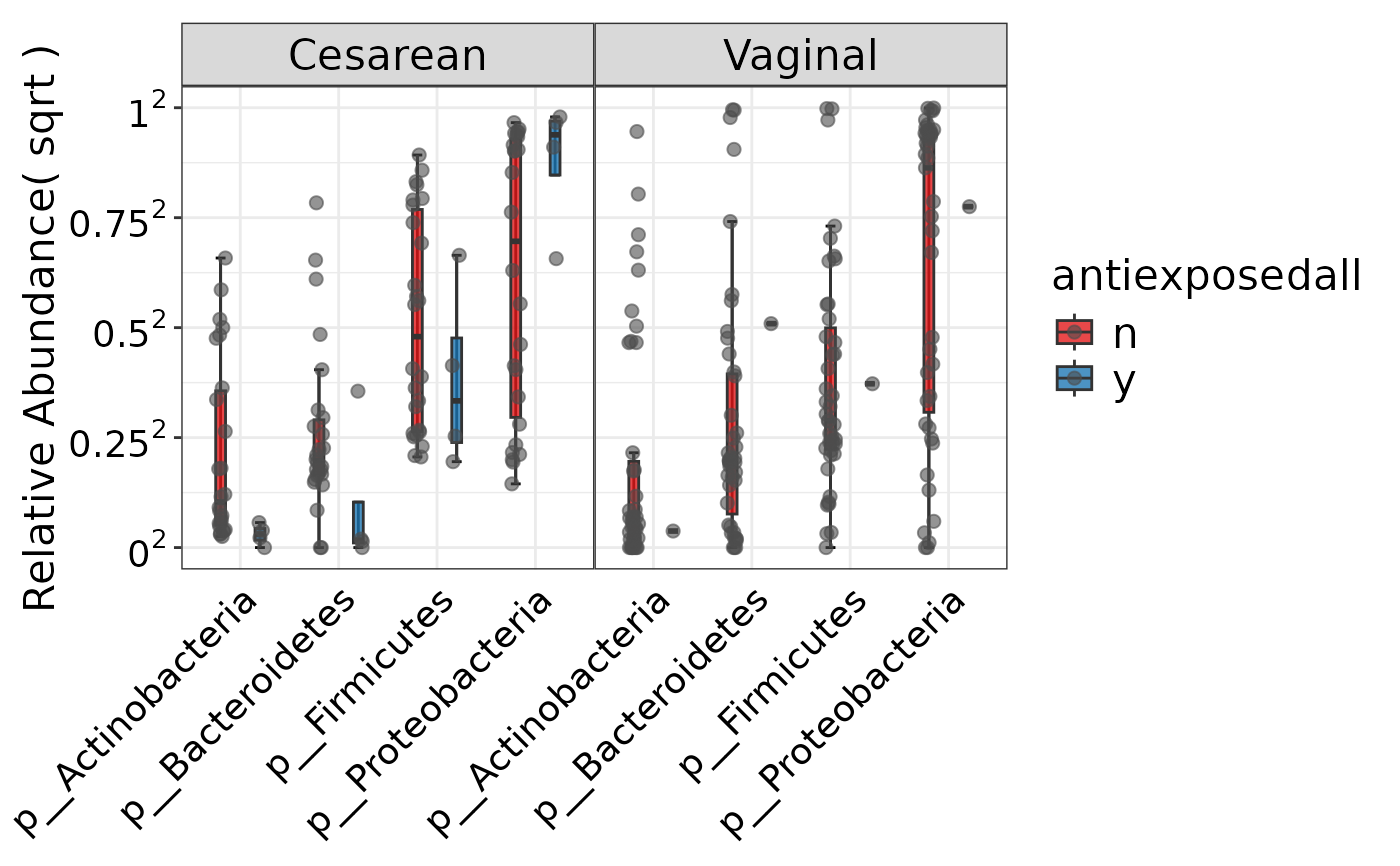 Relative Abundance( sqrt )
Cesarean
Vaginal
1²
0.75²
0.5²
0.25²
0²
p__Actinobacteria
p__Bacteroidetes
p__Firmicutes
p__Proteobacteria
p__Actinobacteria
p__Bacteroidetes
p__Firmicutes
p__Proteobacteria
antiexposedall
n
y